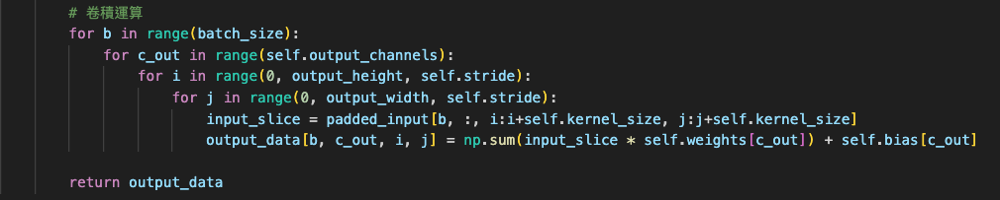 # 卷積運算
for b in range(batch_size):
for c_out in range(self.output_channels):
for i in range(0, output_height, self.stride):
for j in range(0, output_width, self.stride):
input_slice = padded_input[b, :, i:i+self.kernel_size, j:j+self.kernel_size]
output_data[b, c_out, i, j] = np.sum(input_slice * self.weights[c_out]) + self.bias[c_out]
return output_data